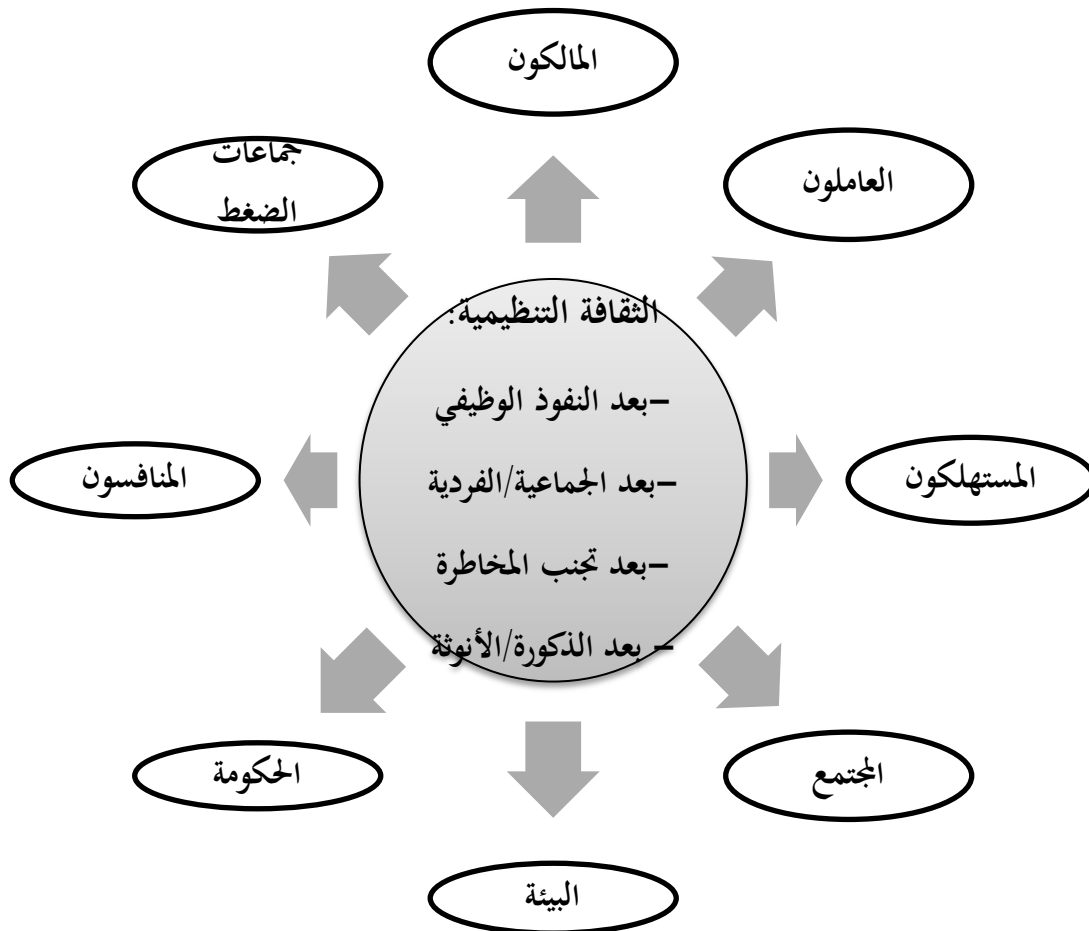 المالكون
جماعات
الضغط
العاملون
الثقافة التنظيمية:
-بعد النفوذ الوظيفي
-بعد الجماعية/الفردية
-بعد تجنب المخاطرة
- بعد الذكورة/الأنوثة
المنافسون
المستهلكون
الحكومة
المجتمع
البيئة